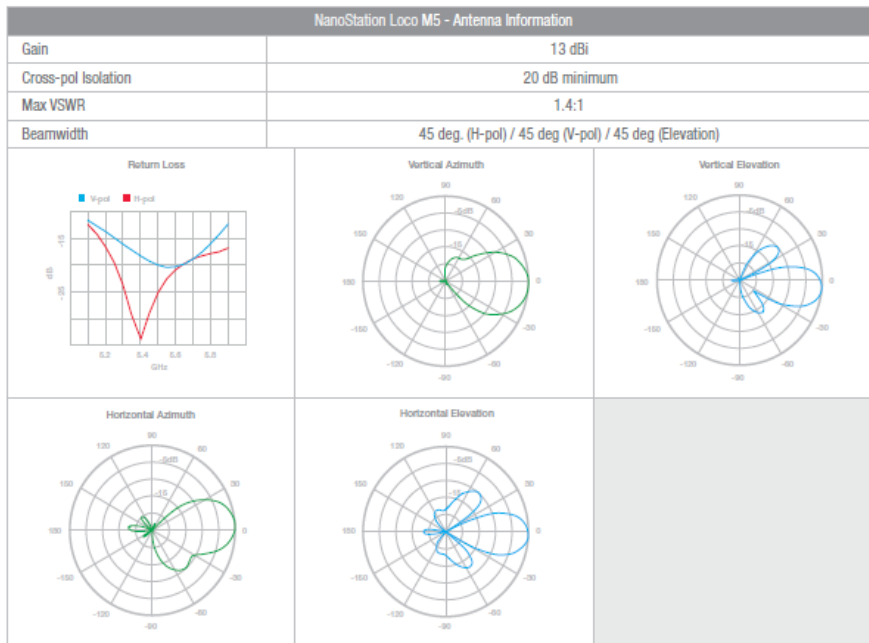 NanoStation Loco M5 - Antenna Information
Gain 13 dBi
Cross-pol Isolation 20 dB minimum
Max VSWR 1.4:1
Beamwidth 45 deg. (H-pol) / 45 deg (V-pol) / 45 deg (Elevation)
Return Loss
V-pol H-pol
-15
dB
-25
5.2 5.4 5.6 5.8
GHz
Vertical Azimuth
90
120 60
-5dB
150 30
-15
180 0
-150 -30
-120 -60
-90
Vertical Elevation
90
120 60
-5dB
150 30
-15
180 0
-150 -30
-120 -60
-90
Horizontal Azimuth
90
120 60
-5dB
150 30
-15
180 0
-150 -30
-120 -60
-90
Horizontal Elevation
90
120 60
-5dB
150 30
-15
180 0
-150 -30
-120 -60
-90